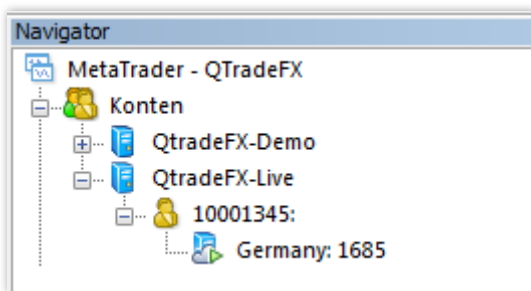 Navigator
MetaTrader - QTradeFX
Konten
QtradeFX-Demo
QtradeFX-Live
10001345:
Germany: 1685